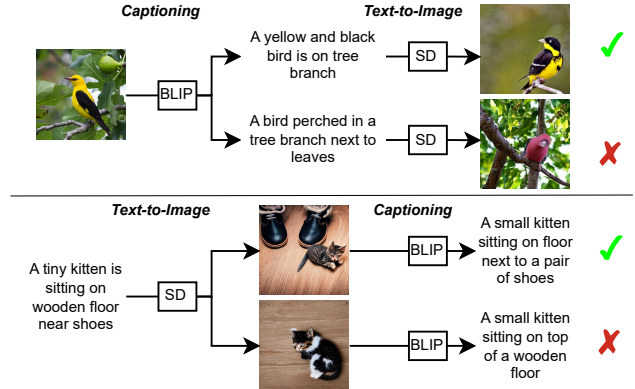 Captioning
Text-to-Image
A yellow and black
bird is on tree
branch
SD
BLIP
A bird perched in a
tree branch next to
leaves
SD
Text-to-Image
Captioning
A tiny kitten is
sitting on
wooden floor
near shoes
SD
BLIP
A small kitten
sitting on floor
next to a pair
of shoes
BLIP
A small kitten
sitting on top
of a wooden
floor